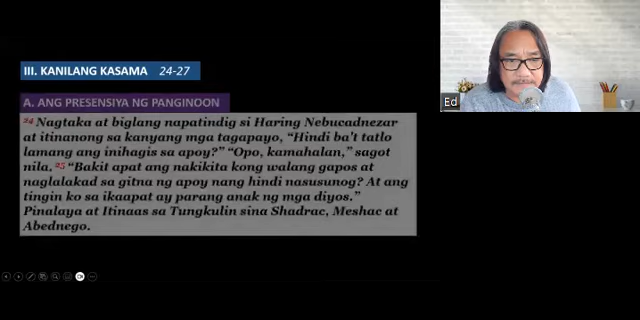 III. KANILANG KASAMA 24-27
A. ANG PRESENSIYA NG PANGINOON
24 Nagtaka at biglang napatindig si Haring Nebucadnezar
at itinanong sa kanyang mga tagapayo, “Hindi ba't tatlo
lamang ang inihagis sa apoy?” “Opo, kamahalan,” sagot
nila. 25 “Bakit apat ang nakikita kong walang gapos at
naglalakad sa gitna ng apoy nang hindi nasusunog? At ang
tingin ko sa ikaapat ay parang anak ng mga diyos.”
Pinalaya at Itinaas sa Tungkulin sina Shadrac, Meshac at
Abednego.
Ed